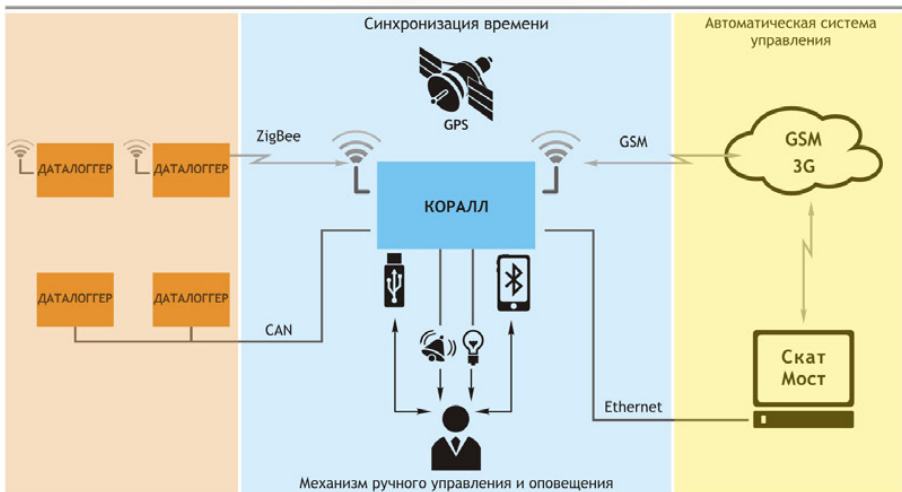 Синхронизация времени
Автоматическая система
управления
GPS
ZigBee
GSM
GSM
3G
ДАТАЛОГГЕР
ДАТАЛОГГЕР
КОРАЛЛ
ДАТАЛОГГЕР
ДАТАЛОГГЕР
CAN
Скат
Мост
Ethernet
Механизм ручного управления и оповещения